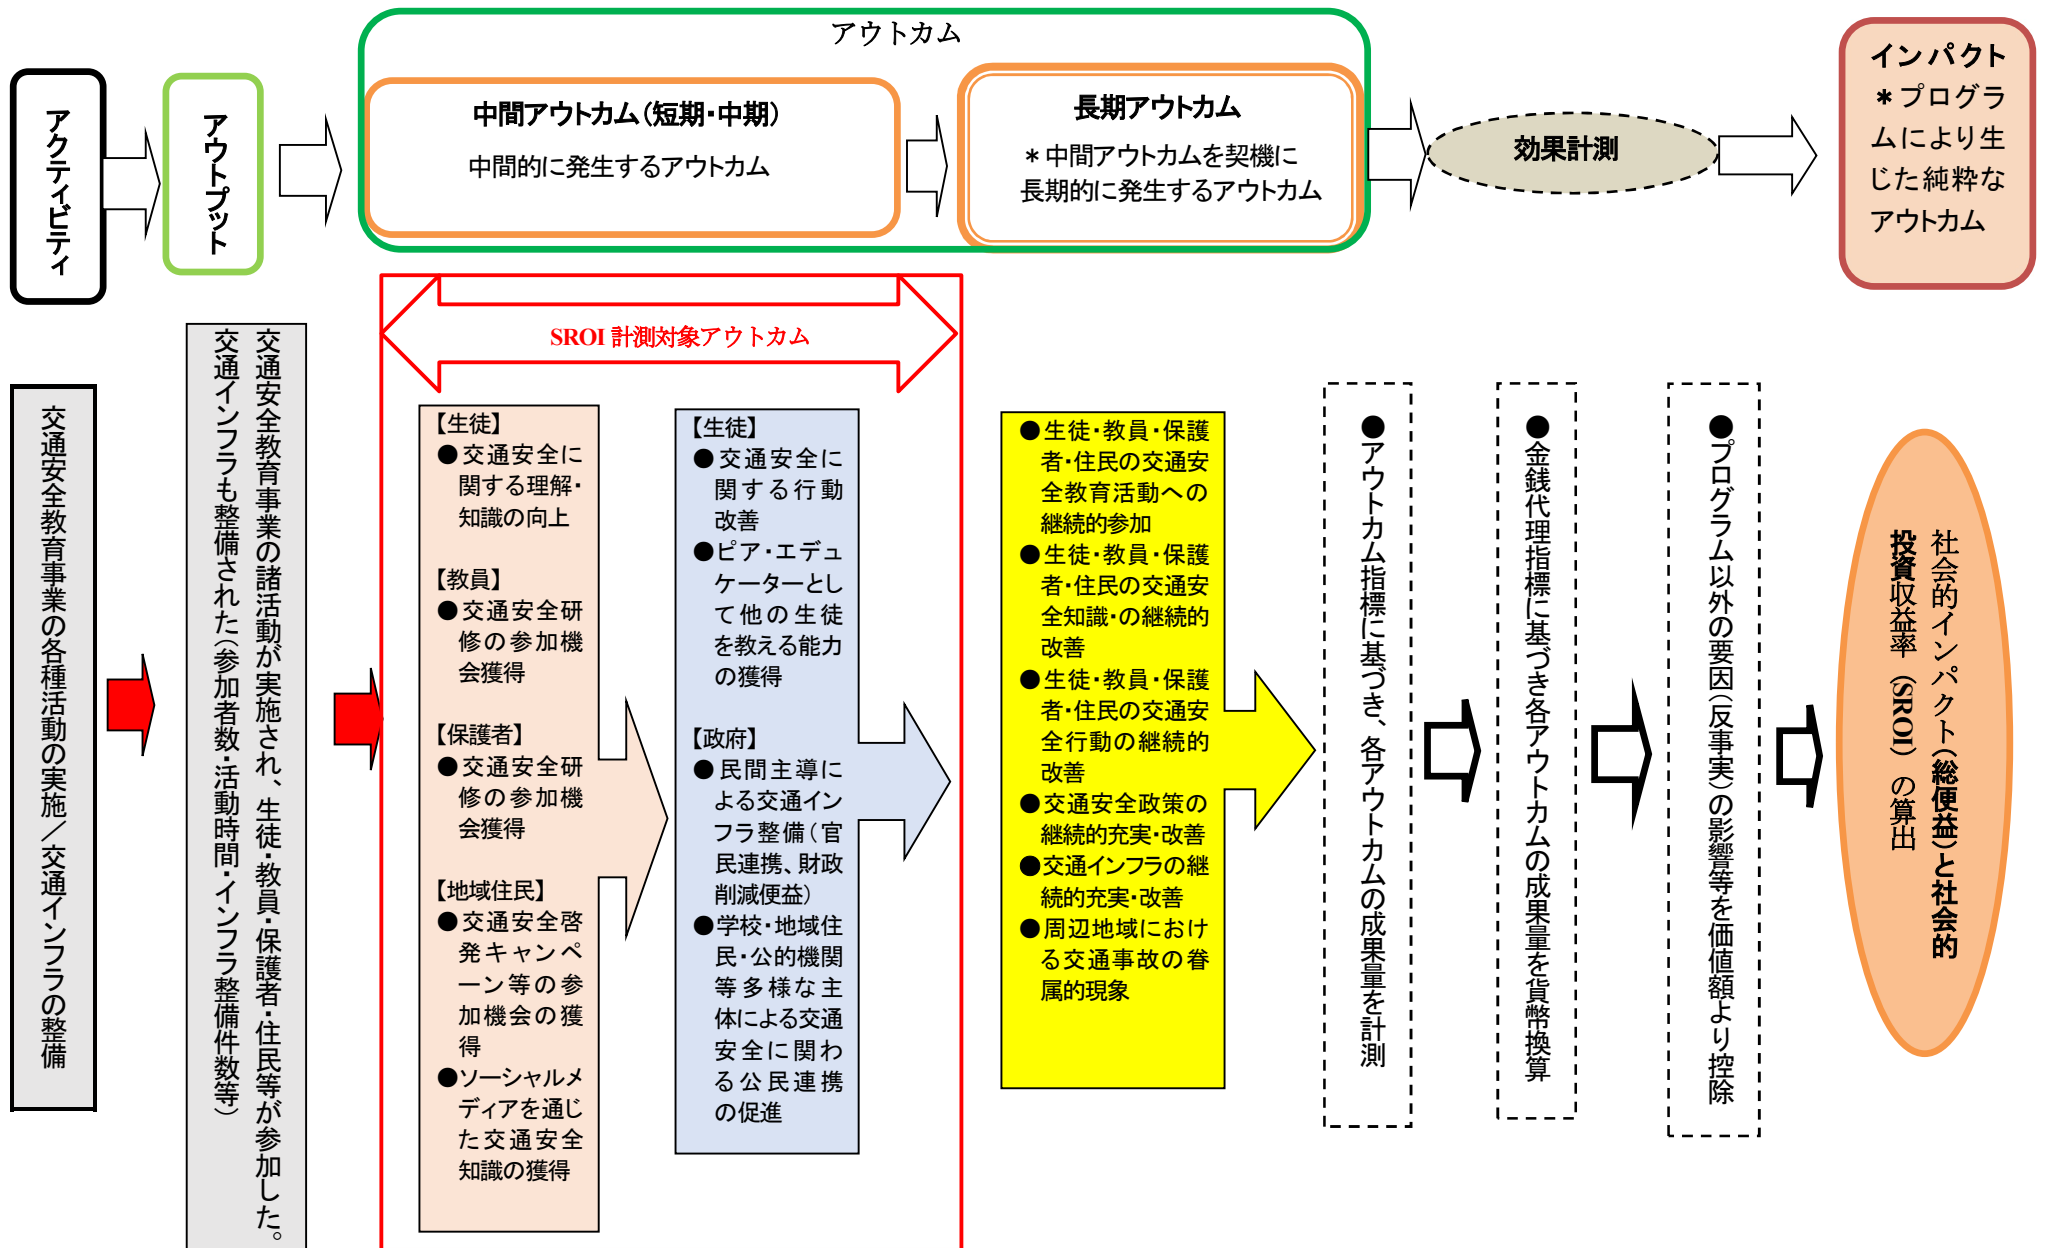 アクティビティ
アウトプット
アウトカム
中間アウトカム（短期・中期）
中間的に発生するアウトカム
長期アウトカム
＊中間アウトカムを契機に
長期的に発生するアウトカム
効果計測
インパクト
＊プログラ
ムにより生
じた純粋な
アウトカム
SROI 計測対象アウトカム
交通安全教育事業の各種活動の実施／交通インフラの整備
交通安全教育事業の諸活動が実施され、生徒・教員・保護者・住民等が参加した。
交通インフラも整備された（参加者数・活動時間・インフラ整備件数等）
【生徒】
●交通安全に
関する理解・
知識の向上
【教員】
●交通安全研
修の参加機
会獲得
【保護者】
●交通安全研
修の参加機
会獲得
【地域住民】
●交通安全啓
発キャンペ
ーン等の参
加機会の獲
得
●ソーシャルメ
ディアを通じ
た交通安全
知識の獲得
【生徒】
●交通安全に
関する行動
改善
●ピア・エデュ
ケーターとし
て他の生徒
を教える能力
の獲得
【政府】
●民間主導に
よる交通イン
フラ整備（官
民連携、財政
削減便益）
●学校・地域住
民・公的機関
等多様な主
体による交通
安全に関わ
る公民連携
の促進
●生徒・教員・保護
者・住民の交通安
全教育活動への
継続的参加
●生徒・教員・保護
者・住民の交通安
全知識・の継続的
改善
●生徒・教員・保護
者・住民の交通安
全行動の継続的
改善
●交通安全政策の
継続的充実・改善
●交通インフラの継
続的充実・改善
●周辺地域におけ
る交通事故の眷
属的現象
●アウトカム指標に基づき、各アウトカムの成果量を計測
●金銭代理指標に基づき各アウトカムの成果量を貨幣換算
●プログラム以外の要因（反事実）の影響等を価値額より控除
社会的インパクト（総便益）と社会的
投資収益率（SROI）の算出